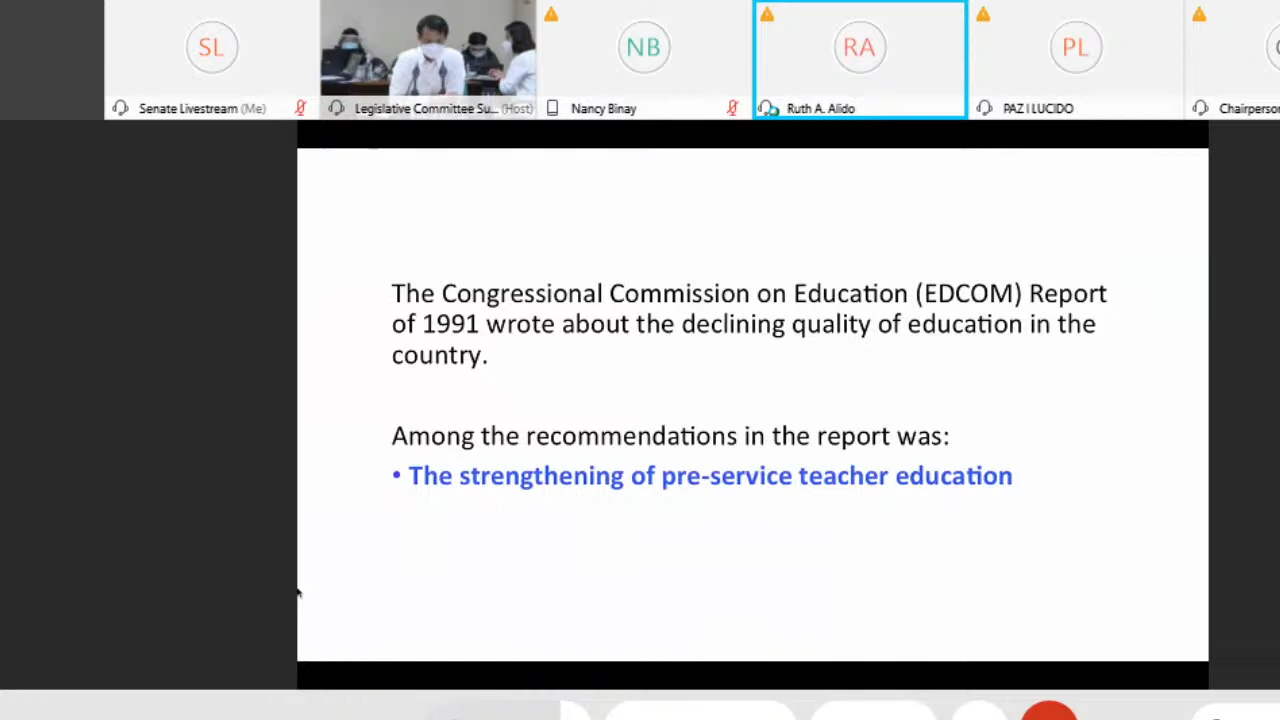 SL
NB
RA
PL
Senate Livestream (Me)
Legislative Committee Su... (Host)
Nancy Binay
Ruth A. Alido
PAZ I LUCIDO
Chairperson
The Congressional Commission on Education (EDCOM) Report
of 1991 wrote about the declining quality of education in the
country.
Among the recommendations in the report was:
• The strengthening of pre-service teacher education